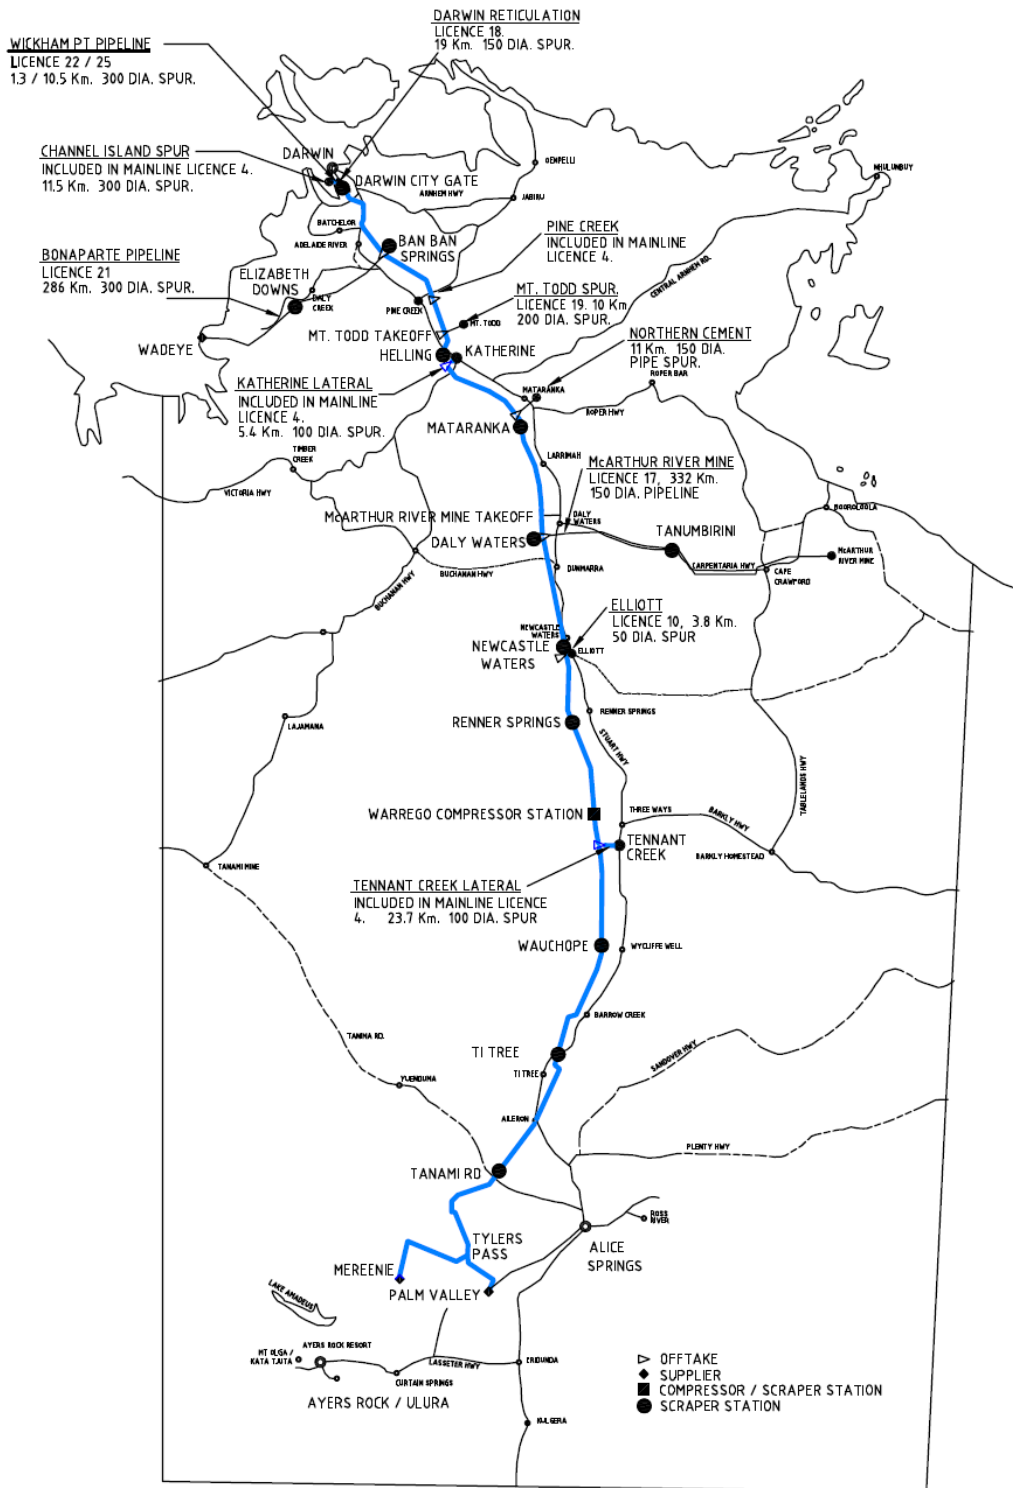 DARWIN RETICULATION
LICENCE 18.
19 Km. 150 DIA. SPUR.
WICKHAM PT PIPELINE
LICENCE 22 / 25
1.3 / 10.5 Km. 300 DIA. SPUR.
CHANNEL ISLAND SPUR
INCLUDED IN MAINLINE LICENCE 4.
11.5 Km. 300 DIA. SPUR.
DARWIN
DARWIN CITY GATE
OENPELLI
NHULUNBUY
ARNHEM HWY
JABIRU
BATCHELOR
ADELAIDE RIVER
BAN BAN
SPRINGS
PINE CREEK
INCLUDED IN MAINLINE
LICENCE 4.
BONAPARTE PIPELINE
LICENCE 21
286 Km. 300 DIA. SPUR.
ELIZABETH
DOWNS
DALY
CREEK
PINE CREEK
CENTRAL ARNHEM RD.
MT. TODD SPUR.
LICENCE 19. 10 Km
200 DIA. SPUR.
MT. TODD
WADEYE
MT. TODD TAKEOFF
HELLING
KATHERINE
NORTHERN CEMENT
11 Km. 150 DIA.
PIPE SPUR.
ROPER BAR
KATHERINE LATERAL
INCLUDED IN MAINLINE
LICENCE 4.
5.4 Km. 100 DIA. SPUR.
MATARANKA
ROPER HWY
MATARANKA
TIMBER
CREEK
VICTORIA HWY
LARRIMAH
McARTHUR RIVER MINE
LICENCE 17, 332 Km.
150 DIA. PIPELINE
BOOROLOOLA
McARTHUR RIVER MINE TAKEOFF
DALY
WATERS
DALY WATERS
TANUMBIRINI
McARTHUR
RIVER MINE
CARPENTARIA HWY
CAPE
CRAWFORD
DUNMARRA
BUCHANAN HWY
BUCHANAN HWY
ELLIOTT
LICENCE 10, 3.8 Km.
50 DIA. SPUR
NEWCASTLE
WATERS
NEWCASTLE
WATERS
ELLIOTT
RENNER SPRINGS
RENNER SPRINGS
LAJAMANA
STUART HWY
TABLELANDS HWY
WARREGO COMPRESSOR STATION
THREE WAYS
BARKLY HWY
TENNANT
CREEK
BARKLY HOMESTEAD
TANAMI MINE
TENNANT CREEK LATERAL
INCLUDED IN MAINLINE LICENCE
4. 23.7 Km. 100 DIA. SPUR
WAUCHOPE
WYCLIFFE WELL
BARROW CREEK
TANIMA RD.
SANDOVER HWY
TI TREE
TI TREE
YUENDUMA
AILERON
PLENTY HWY
TANAMI RD
ROSS
RIVER
TYLERS
PASS
ALICE
SPRINGS
MEREENIE
PALM VALLEY
LAKE AMADEUS
AYERS ROCK RESORT
MT OLGA /
KATA TJUTA
LASSETER HWY
ERIDUNDA
CURTAIN SPRINGS
AYERS ROCK / ULURA
KULGERA
OFFTAKE
SUPPLIER
COMPRESSOR / SCRAPER STATION
SCRAPER STATION